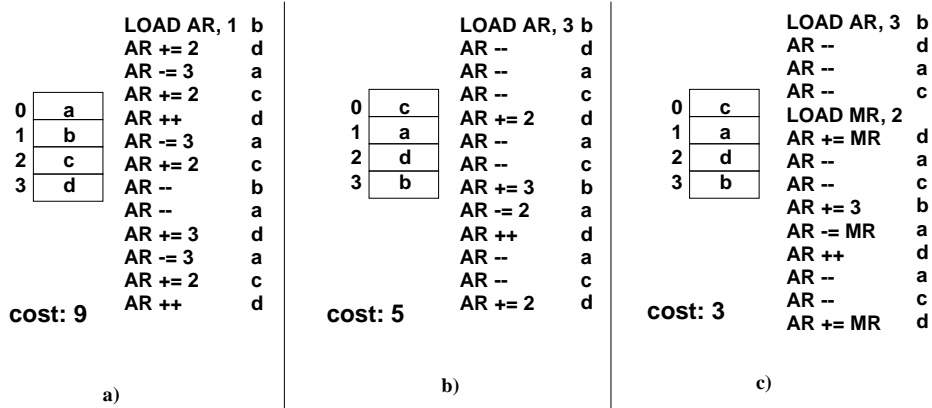 LOAD AR, 1 b
AR += 2 d
AR -= 3 a
AR += 2 c
AR ++ d
AR -= 3 a
AR += 2 c
AR -- b
AR -- a
AR += 3 d
AR -= 3 a
AR += 2 c
AR ++ d
0 a
1 b
2 c
3 d
cost: 9
a)
LOAD AR, 3 b
AR -- d
AR -- a
AR -- c
AR += 2 d
AR -- a
AR -- c
AR += 3 b
AR -= 2 a
AR ++ d
AR -- a
AR -- c
AR += 2 d
0 c
1 a
2 d
3 b
cost: 5
b)
LOAD AR, 3 b
AR -- d
AR -- a
AR -- c
LOAD MR, 2
AR += MR d
AR -- a
AR -- c
AR += 3 b
AR -= MR a
AR ++ d
AR -- a
AR -- c
AR += MR d
0 c
1 a
2 d
3 b
cost: 3
c)